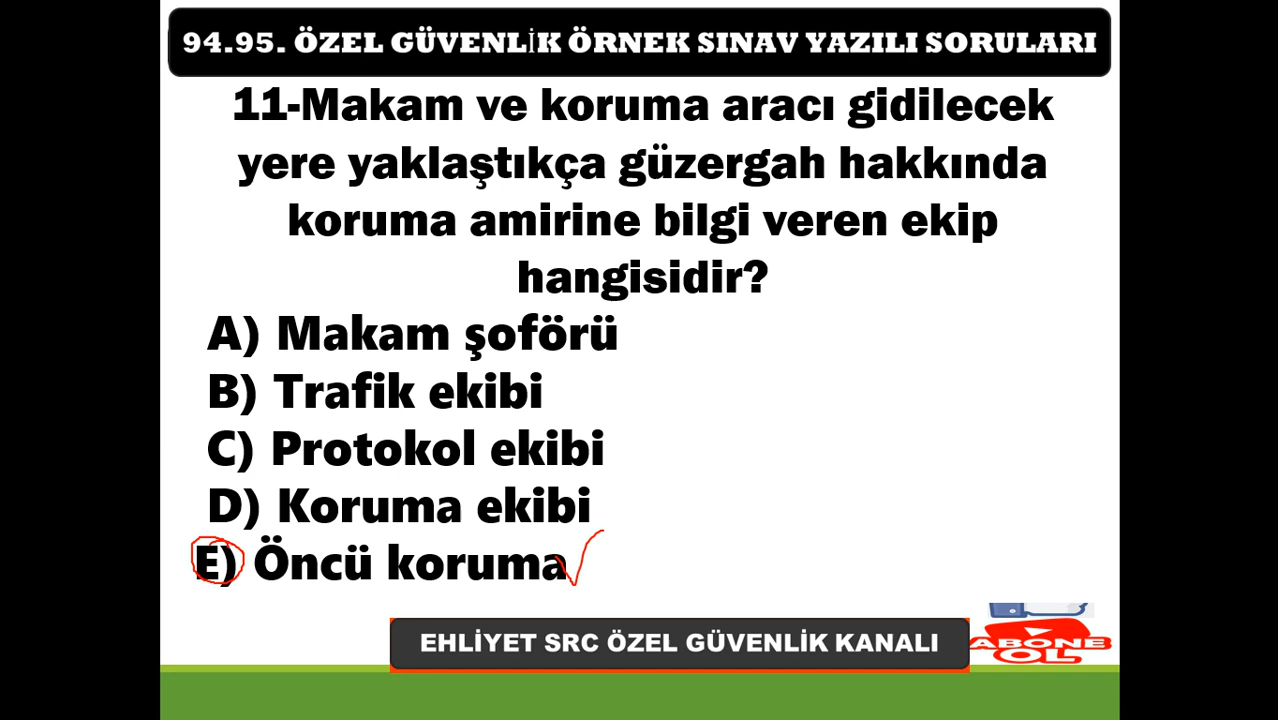 94.95. ÖZEL GÜVENLİK ÖRNEK SINAV YAZILI SORULARI
11-Makam ve koruma aracı gidilecek
yere yaklaştıkça güzergah hakkında
koruma amirine bilgi veren ekip
hangisidir?
A) Makam şoförü
B) Trafik ekibi
C) Protokol ekibi
D) Koruma ekibi
E) Öncü koruma
EHLİYET SRC ÖZEL GÜVENLİK KANALI
ABONE
OL